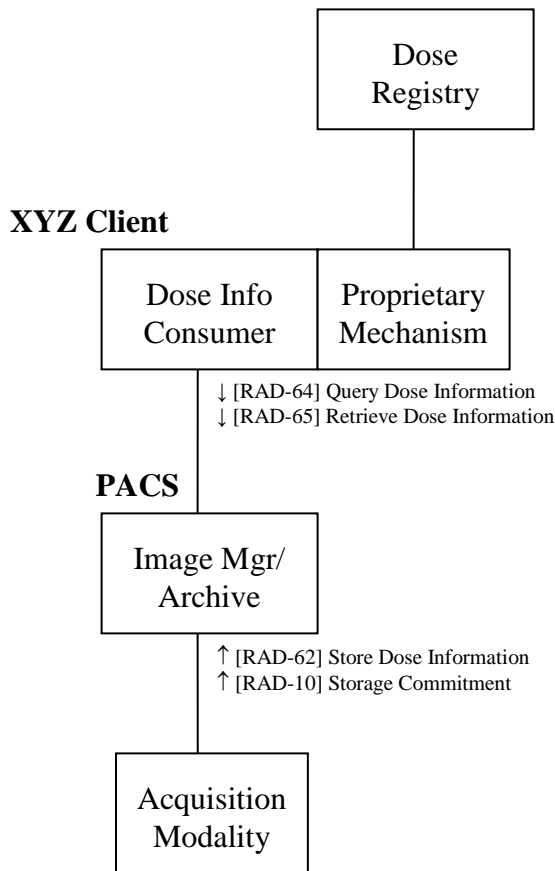 Dose
Registry
XYZ Client
Dose Info
Consumer
Proprietary
Mechanism
↓ [RAD-64] Query Dose Information
↓ [RAD-65] Retrieve Dose Information
PACS
Image Mgr/
Archive
↑ [RAD-62] Store Dose Information
↑ [RAD-10] Storage Commitment
Acquisition
Modality